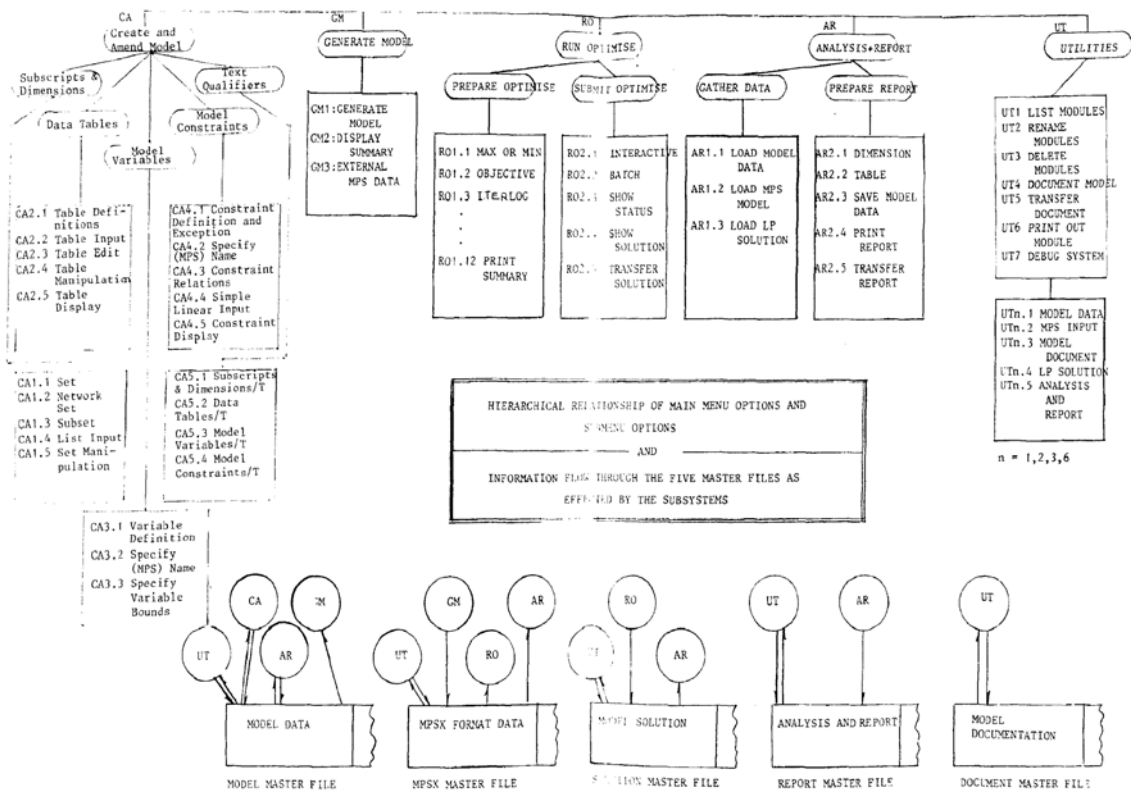 CA
GM
RO
AR
UT
Create and
Amend Model
GENERATE MODEL
RUN OPTIMISE
ANALYSIS+REPORT
UTILITIES
Subscripts &
Dimensions
Text
Qualifiers
Data Tables
Model
Constraints
Model
Variables
PREPARE OPTIMISE
SUBMIT OPTIMISE
GATHER DATA
PREPARE REPORT
GM1:GENERATE
MODEL
GM2:DISPLAY
SUMMARY
GM3:EXTERNAL
MPS DATA
RO1.1 MAX OR MIN
RO1.2 OBJECTIVE
RO1.3 ITERLOG
.
.
.
RO1.12 PRINT
SUMMARY
INTERACTIVE
BATCH
SHOW
STATUS
SHOW
SOLUTION
TRANSFER
SOLUTION
AR1.1 LOAD MODEL
DATA
AR1.2 LOAD MPS
MODEL
AR1.3 LOAD LP
SOLUTION
AR2.1 DIMENSION
AR2.2 TABLE
AR2.3 SAVE MODEL
DATA
AR2.4 PRINT
REPORT
AR2.5 TRANSFER
REPORT
UT1 LIST MODULES
UT2 RENAME
MODULES
UT3 DELETE
MODULES
UT4 DOCUMENT MODEL
UT5 TRANSFER
DOCUMENT
UT6 PRINT OUT
MODULE
UT7 DEBUG SYSTEM
UTn.1 MODEL DATA
UTn.2 MPS INPUT
UTn.3 MODEL
DOCUMENT
UTn.4 LP SOLUTION
UTn.5 ANALYSIS
AND
REPORT
n = 1,2,3,6
CA2.1 Table Defi-
nitions
CA2.2 Table Input
CA2.3 Table Edit
CA2.4 Table
Manipulation
CA2.5 Table
Display
CA4.1 Constraint
Definition and
Exception
CA4.2 Specify
(MPS) Name
CA4.3 Constraint
Relations
CA4.4 Simple
Linear Input
CA4.5 Constraint
Display
CA1.1 Set
CA1.2 Network
Set
CA1.3 Subset
CA1.4 List Input
CA1.5 Set Mani-
pulation
CA5.1 Subscripts
& Dimensions/T
CA5.2 Data
Tables/T
CA5.3 Model
Variables/T
CA5.4 Model
Constraints/T
CA3.1 Variable
Definition
CA3.2 Specify
(MPS) Name
CA3.3 Specify
Variable
Bounds
HIERARCHICAL RELATIONSHIP OF MAIN MENU OPTIONS AND
SUBMENU OPTIONS
AND
INFORMATION FLOW THROUGH THE FIVE MASTER FILES AS
EFFECTED BY THE SUBSYSTEMS
CA
GM
UT
AR
GM
AR
UT
RO
RO
UT
AR
UT
AR
UT
MODEL DATA
MPSX FORMAT DATA
MODEL SOLUTION
ANALYSIS AND REPORT
MODEL
DOCUMENTATION
MODEL MASTER FILE
MPSX MASTER FILE
SOLUTION MASTER FILE
REPORT MASTER FILE
DOCUMENT MASTER FILE